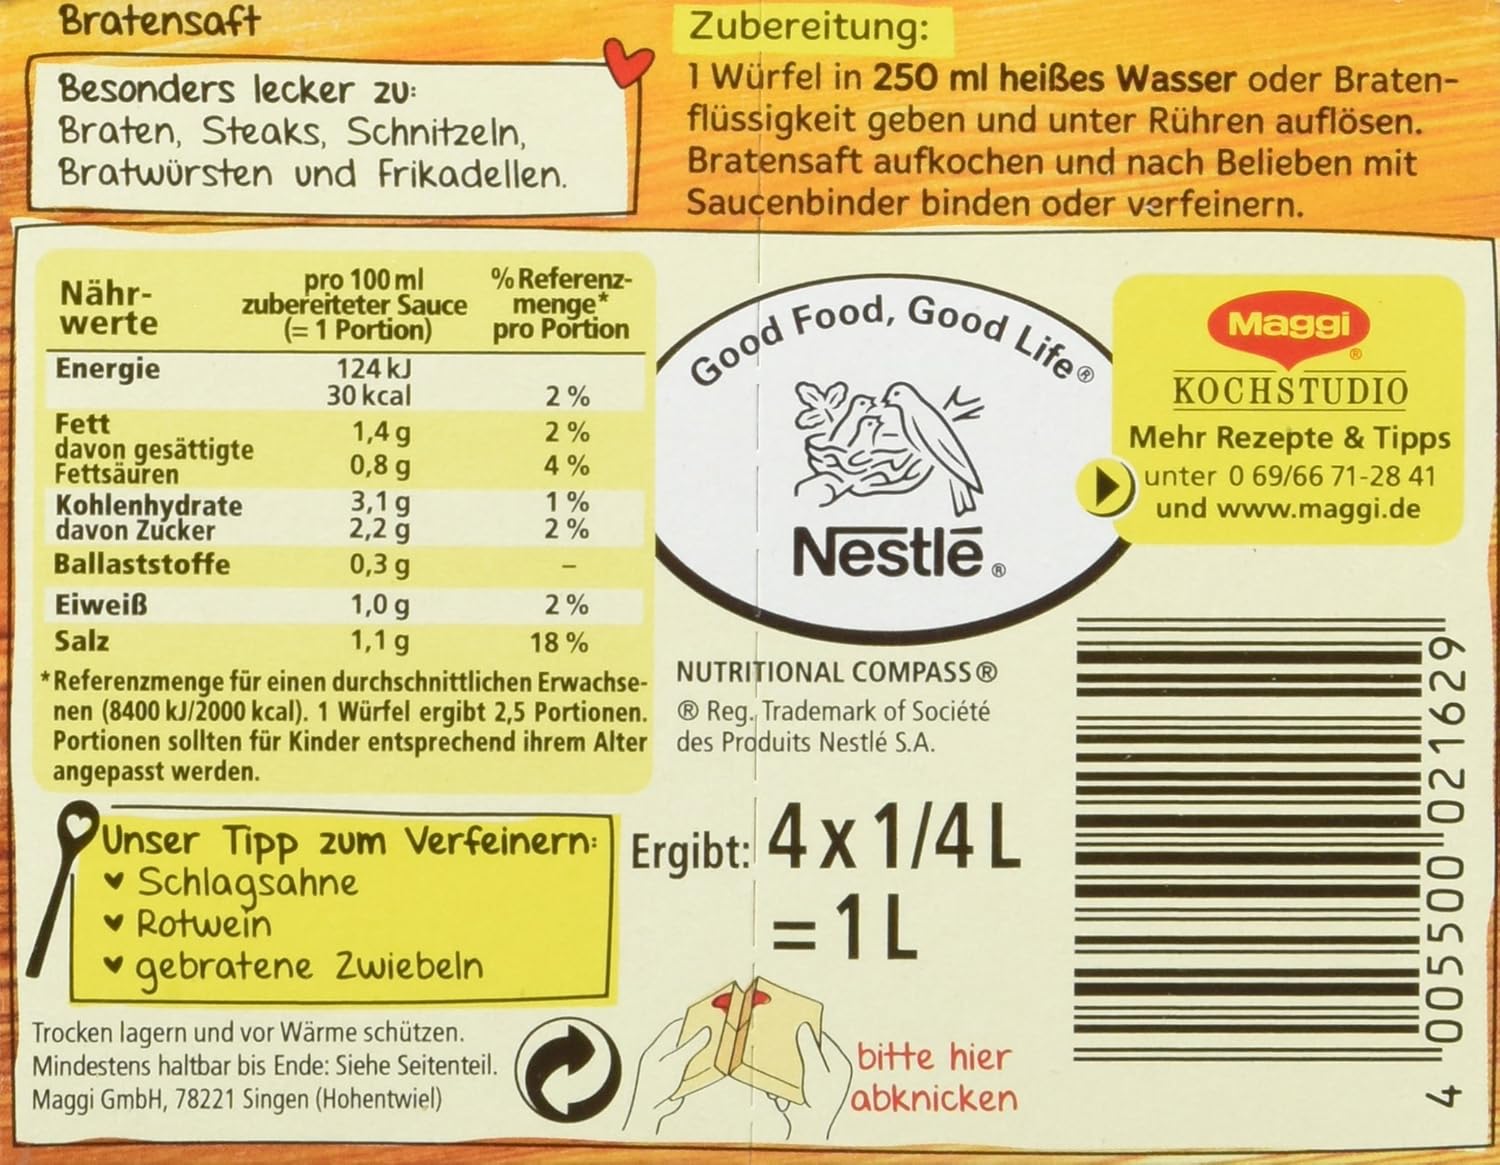 Bratensaft
Besonders lecker zu:
Braten, Steaks, Schnitzeln,
Bratwürsten und Frikadellen.
Zubereitung:
1 Würfel in 250 ml heißes Wasser oder Braten-
flüssigkeit geben und unter Rühren auflösen.
Bratensaft aufkochen und nach Belieben mit
Saucenbinder binden oder verfeinern.
Nähr-
werte
pro 100 ml
zubereiteter Sauce
(= 1 Portion)
% Referenz-
menge*
pro Portion
Energie 124 kJ
30 kcal 2 %
Fett 1,4 g 2 %
davon gesättigte
Fettsäuren 0,8 g 4 %
Kohlenhydrate 3,1 g 1 %
davon Zucker 2,2 g 2 %
Ballaststoffe 0,3 g –
Eiweiß 1,0 g 2 %
Salz 1,1 g 18 %
*Referenzmenge für einen durchschnittlichen Erwachse-
nen (8400 kJ/2000 kcal). 1 Würfel ergibt 2,5 Portionen.
Portionen sollten für Kinder entsprechend ihrem Alter
angepasst werden.
Good Food, Good Life®
Nestlé®
NUTRITIONAL COMPASS®
® Reg. Trademark of Société
des Produits Nestlé S.A.
Maggi®
KOCHSTUDIO
Mehr Rezepte & Tipps
unter 0 69/66 71-28 41
und www.maggi.de
Unser Tipp zum Verfeinern:
Schlagsahne
Rotwein
gebratene Zwiebeln
Ergibt: 4 x 1/4 L
= 1 L
Trocken lagern und vor Wärme schützen.
Mindestens haltbar bis Ende: Siehe Seitenteil.
Maggi GmbH, 78221 Singen (Hohentwiel)
bitte hier
abknicken
4 005500 021629